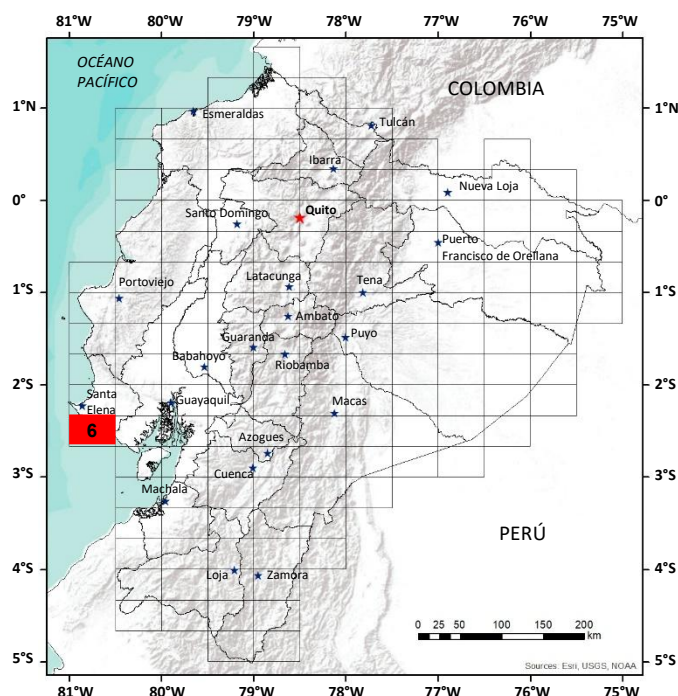 81°W 80°W 79°W 78°W 77°W 76°W 75°W
OCÉANO
PACÍFICO
COLOMBIA
1°N 1°N
Esmeraldas
Tulcán
Ibarra
Nueva Loja
0° 0°
Santo Domingo
Quito
Puerto
Francisco de Orellana
Latacunga
Tena
Portoviejo
1°S 1°S
Ambato
Guaranda
Puyo
Babahoyo
Riobamba
2°S 2°S
Santa
Elena
Guayaquil
Macas
6
Azogues
Cuenca
3°S 3°S
Machala
PERÚ
4°S 4°S
Loja
Zamora
0 25 50 100 150 200
km
5°S 5°S
Sources: Esri, USGS, NOAA
81°W 80°W 79°W 78°W 77°W 76°W 75°W